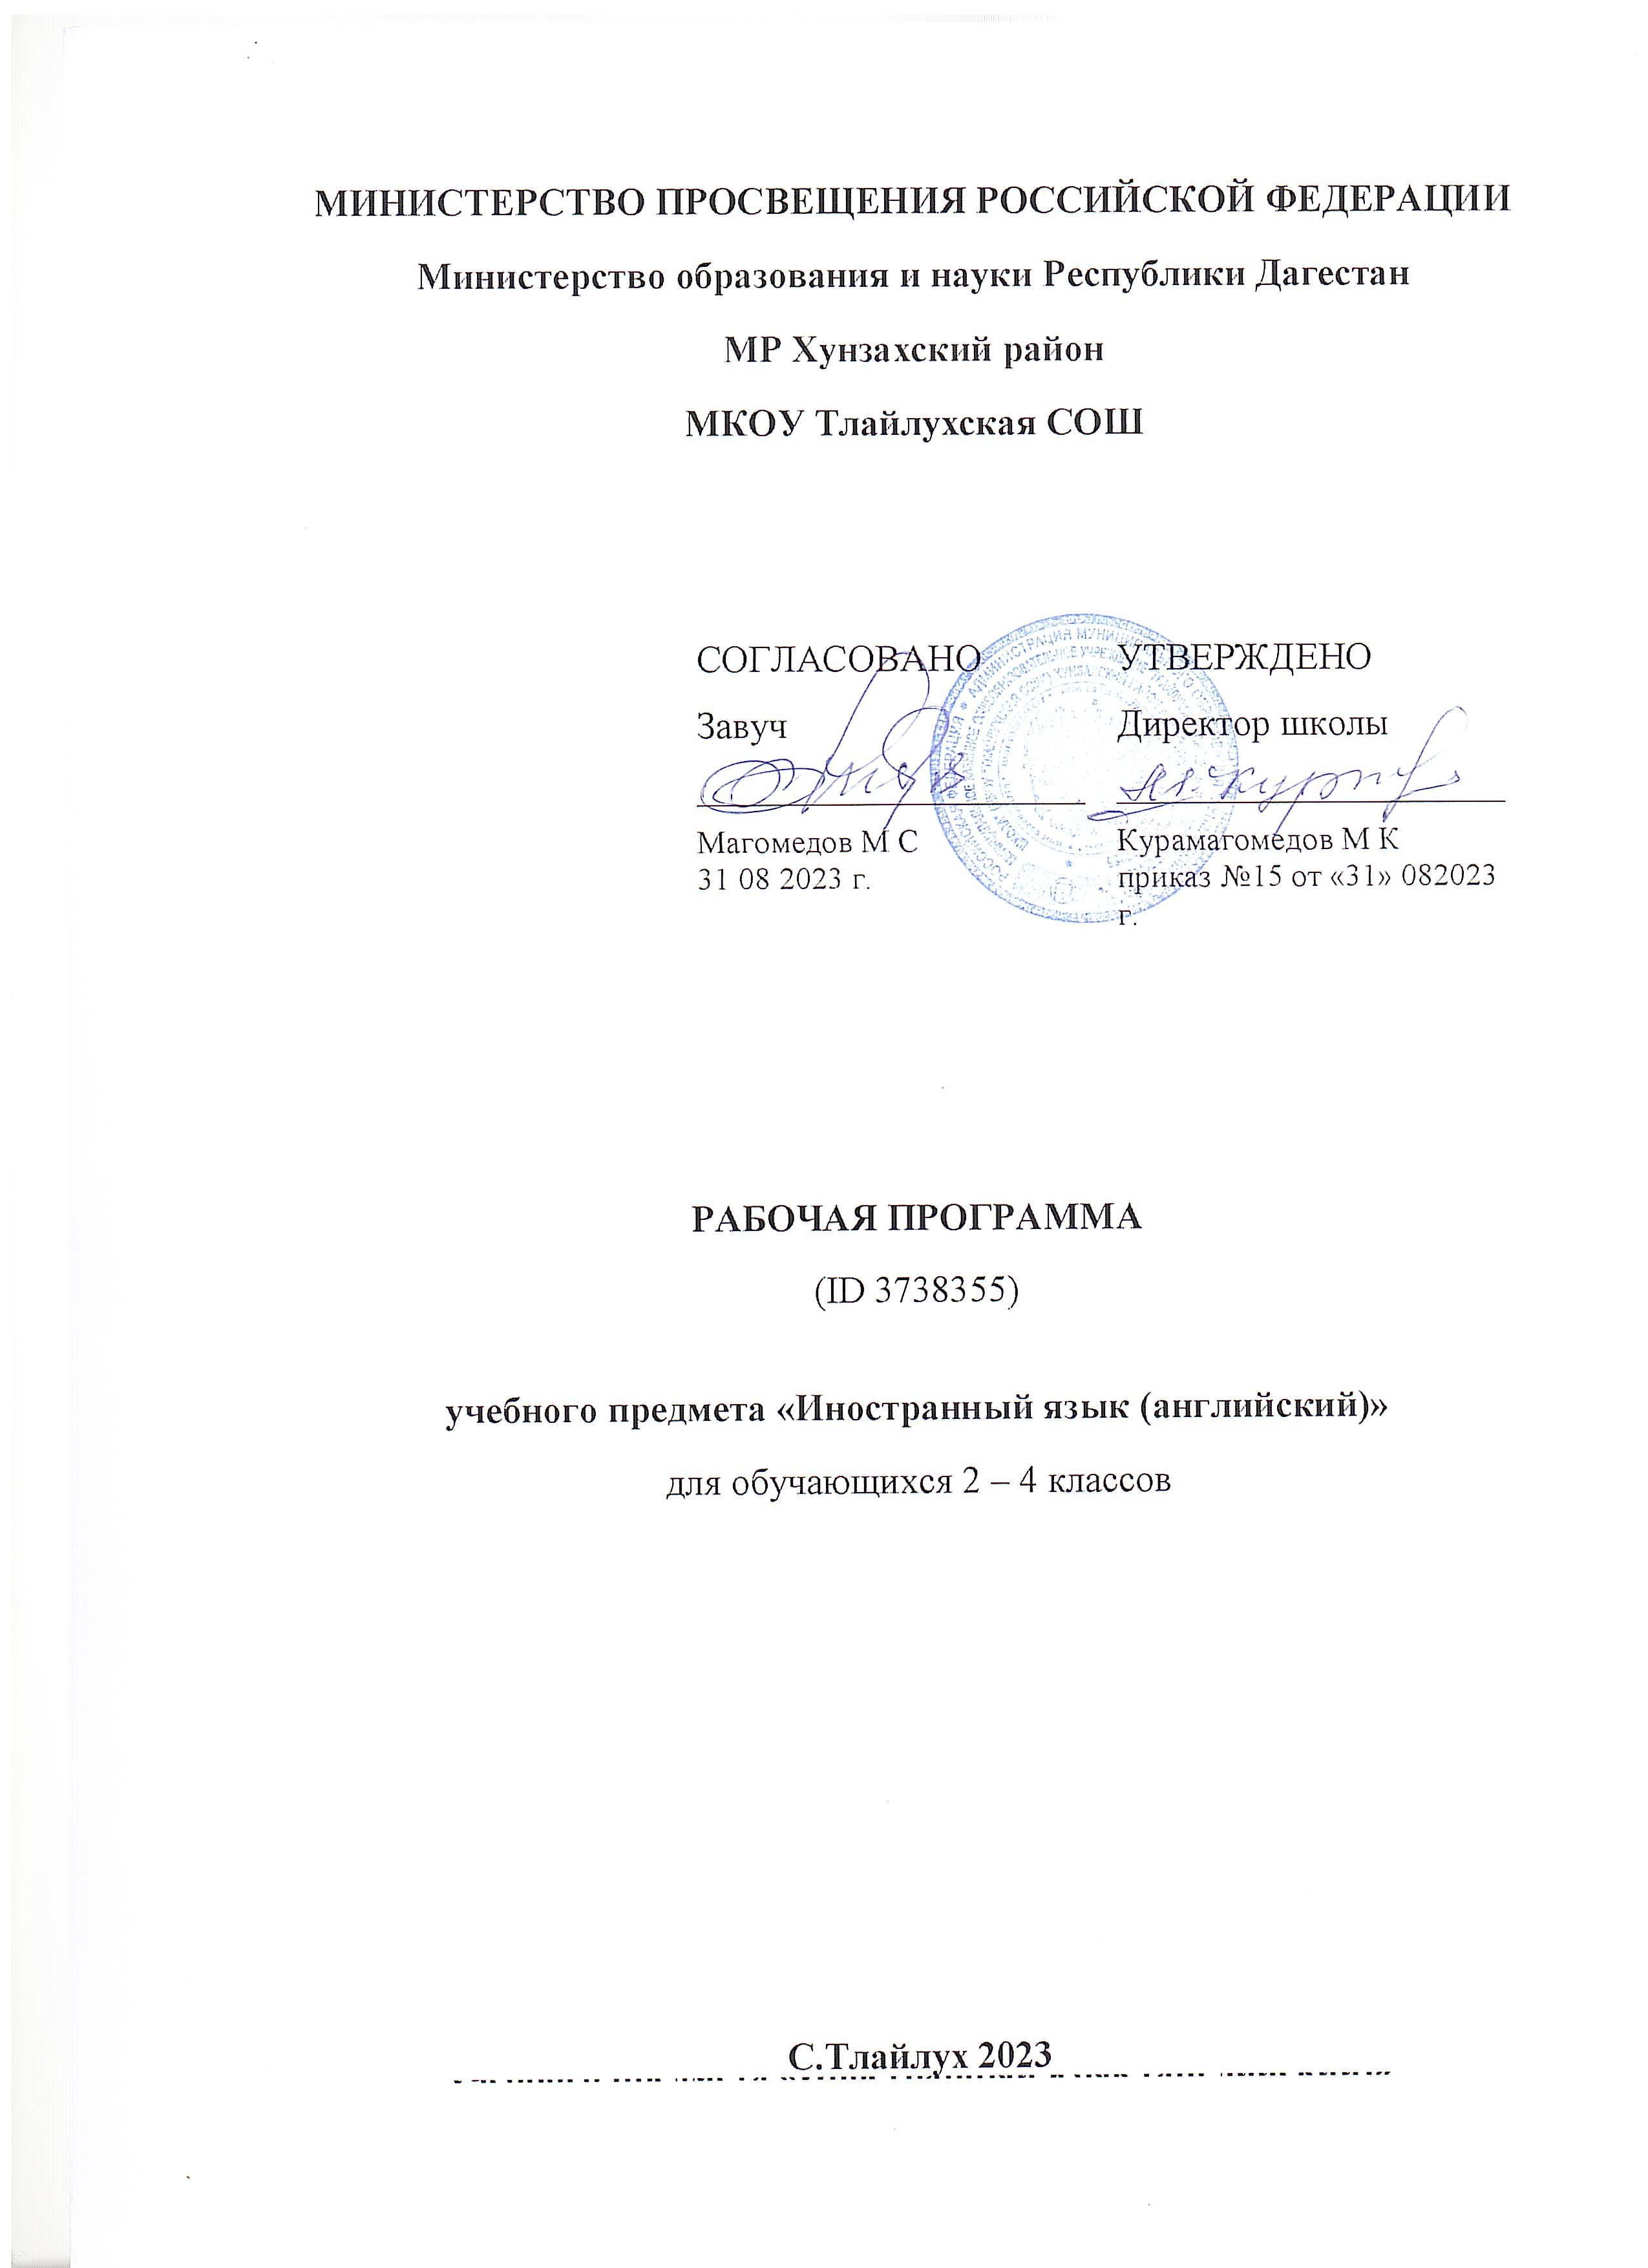 МИНИСТЕРСТВО ПРОСВЕЩЕНИЯ РОССИЙСКОЙ ФЕДЕРАЦИИ
Министерство образования и науки Республики Дагестан
МР Хунзахский район
МКОУ Тлайлухская СОШ
СОГЛАСОВАНО
Завуч
Магомедов М С
31 08 2023 г.
УТВЕРЖДЕНО
Директор школы
Курамагомедов М К
приказ №15 от «31» 082023
г.
РАБОЧАЯ ПРОГРАММА
(ID 3738355)
учебного предмета «Иностранный язык (английский)»
для обучающихся 2 – 4 классов
С.Тлайлух 2023